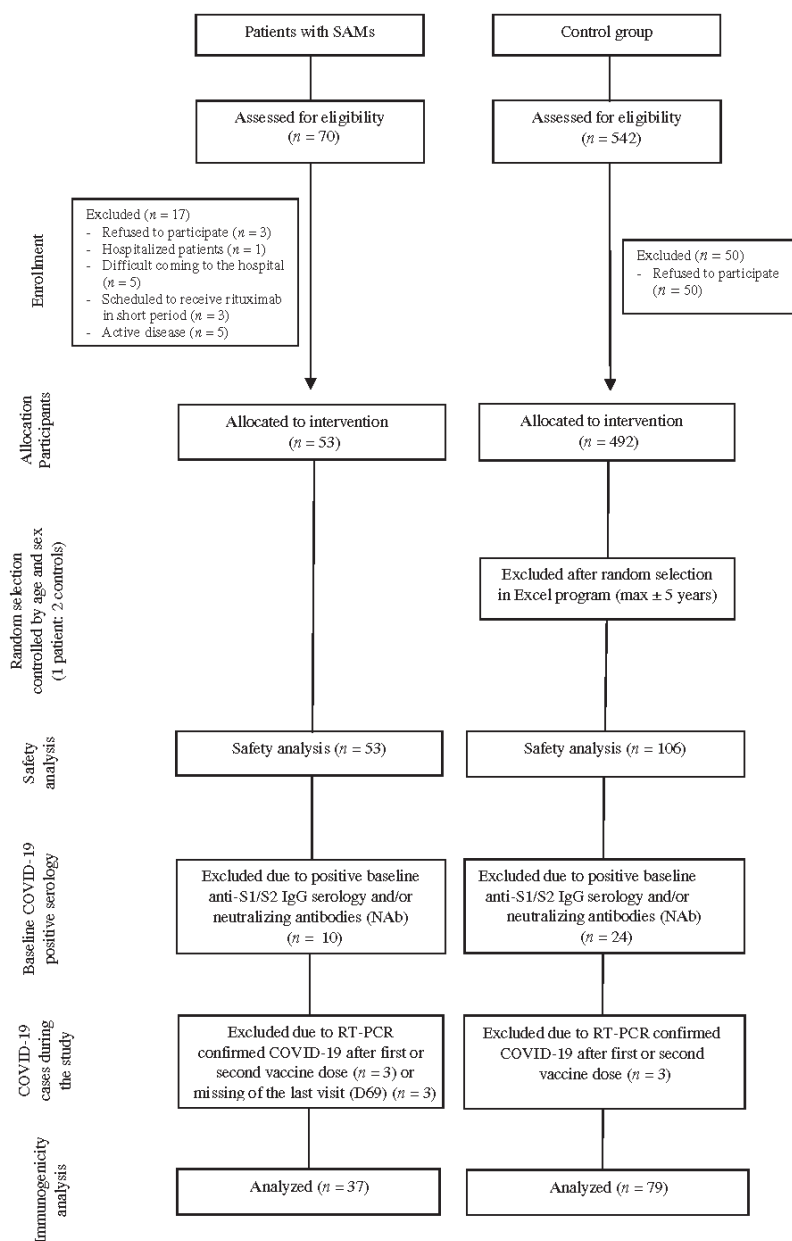 Patients with SAMs
Control group
Assessed for eligibility
(n = 70)
Assessed for eligibility
(n = 542)
Enrollment
Excluded (n = 17)
- Refused to participate (n = 3)
- Hospitalized patients (n = 1)
- Difficult coming to the hospital
(n = 5)
- Scheduled to receive rituximab
in short period (n = 3)
- Active disease (n = 5)
Excluded (n = 50)
- Refused to participate
(n = 50)
Allocation
Participants
Allocated to intervention
(n = 53)
Allocated to intervention
(n = 492)
Random selection
controlled by age and sex
(1 patient: 2 controls)
Excluded after random selection
in Excel program (max ± 5 years)
Safety
analysis
Safety analysis (n = 53)
Safety analysis (n = 106)
Baseline COVID-19
positive serology
Excluded due to positive baseline
anti-S1/S2 IgG serology and/or
neutralizing antibodies (NAb)
(n = 10)
Excluded due to positive baseline
anti-S1/S2 IgG serology and/or
neutralizing antibodies (NAb)
(n = 24)
COVID-19
cases during
the study
Excluded due to RT-PCR
confirmed COVID-19 after first or
second vaccine dose (n = 3) or
missing of the last visit (D69) (n = 3)
Excluded due to RT-PCR confirmed
COVID-19 after first or second
vaccine dose (n = 3)
Immunogenicity
analysis
Analyzed (n = 37)
Analyzed (n = 79)